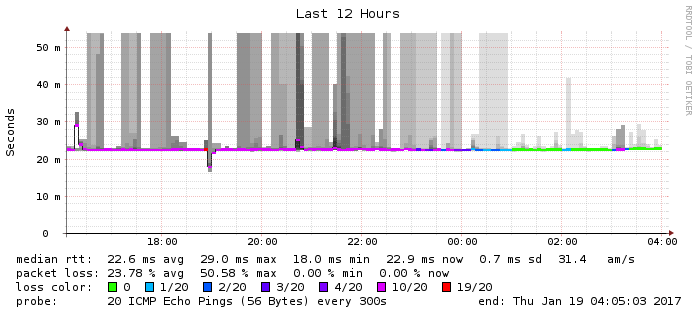 Last 12 Hours
RRDTOOL / TOBI OETIKER
Seconds
50 m
40 m
30 m
20 m
10 m
0
18:00 20:00 22:00 00:00 02:00 04:00
median rtt: 22.6 ms avg 29.0 ms max 18.0 ms min 22.9 ms now 0.7 ms sd 31.4 am/s
packet loss: 23.78 % avg 50.58 % max 0.00 % min 0.00 % now
loss color: 0 1/20 2/20 3/20 4/20 10/20 19/20
probe: 20 ICMP Echo Pings (56 Bytes) every 300s end: Thu Jan 19 04:05:03 2017